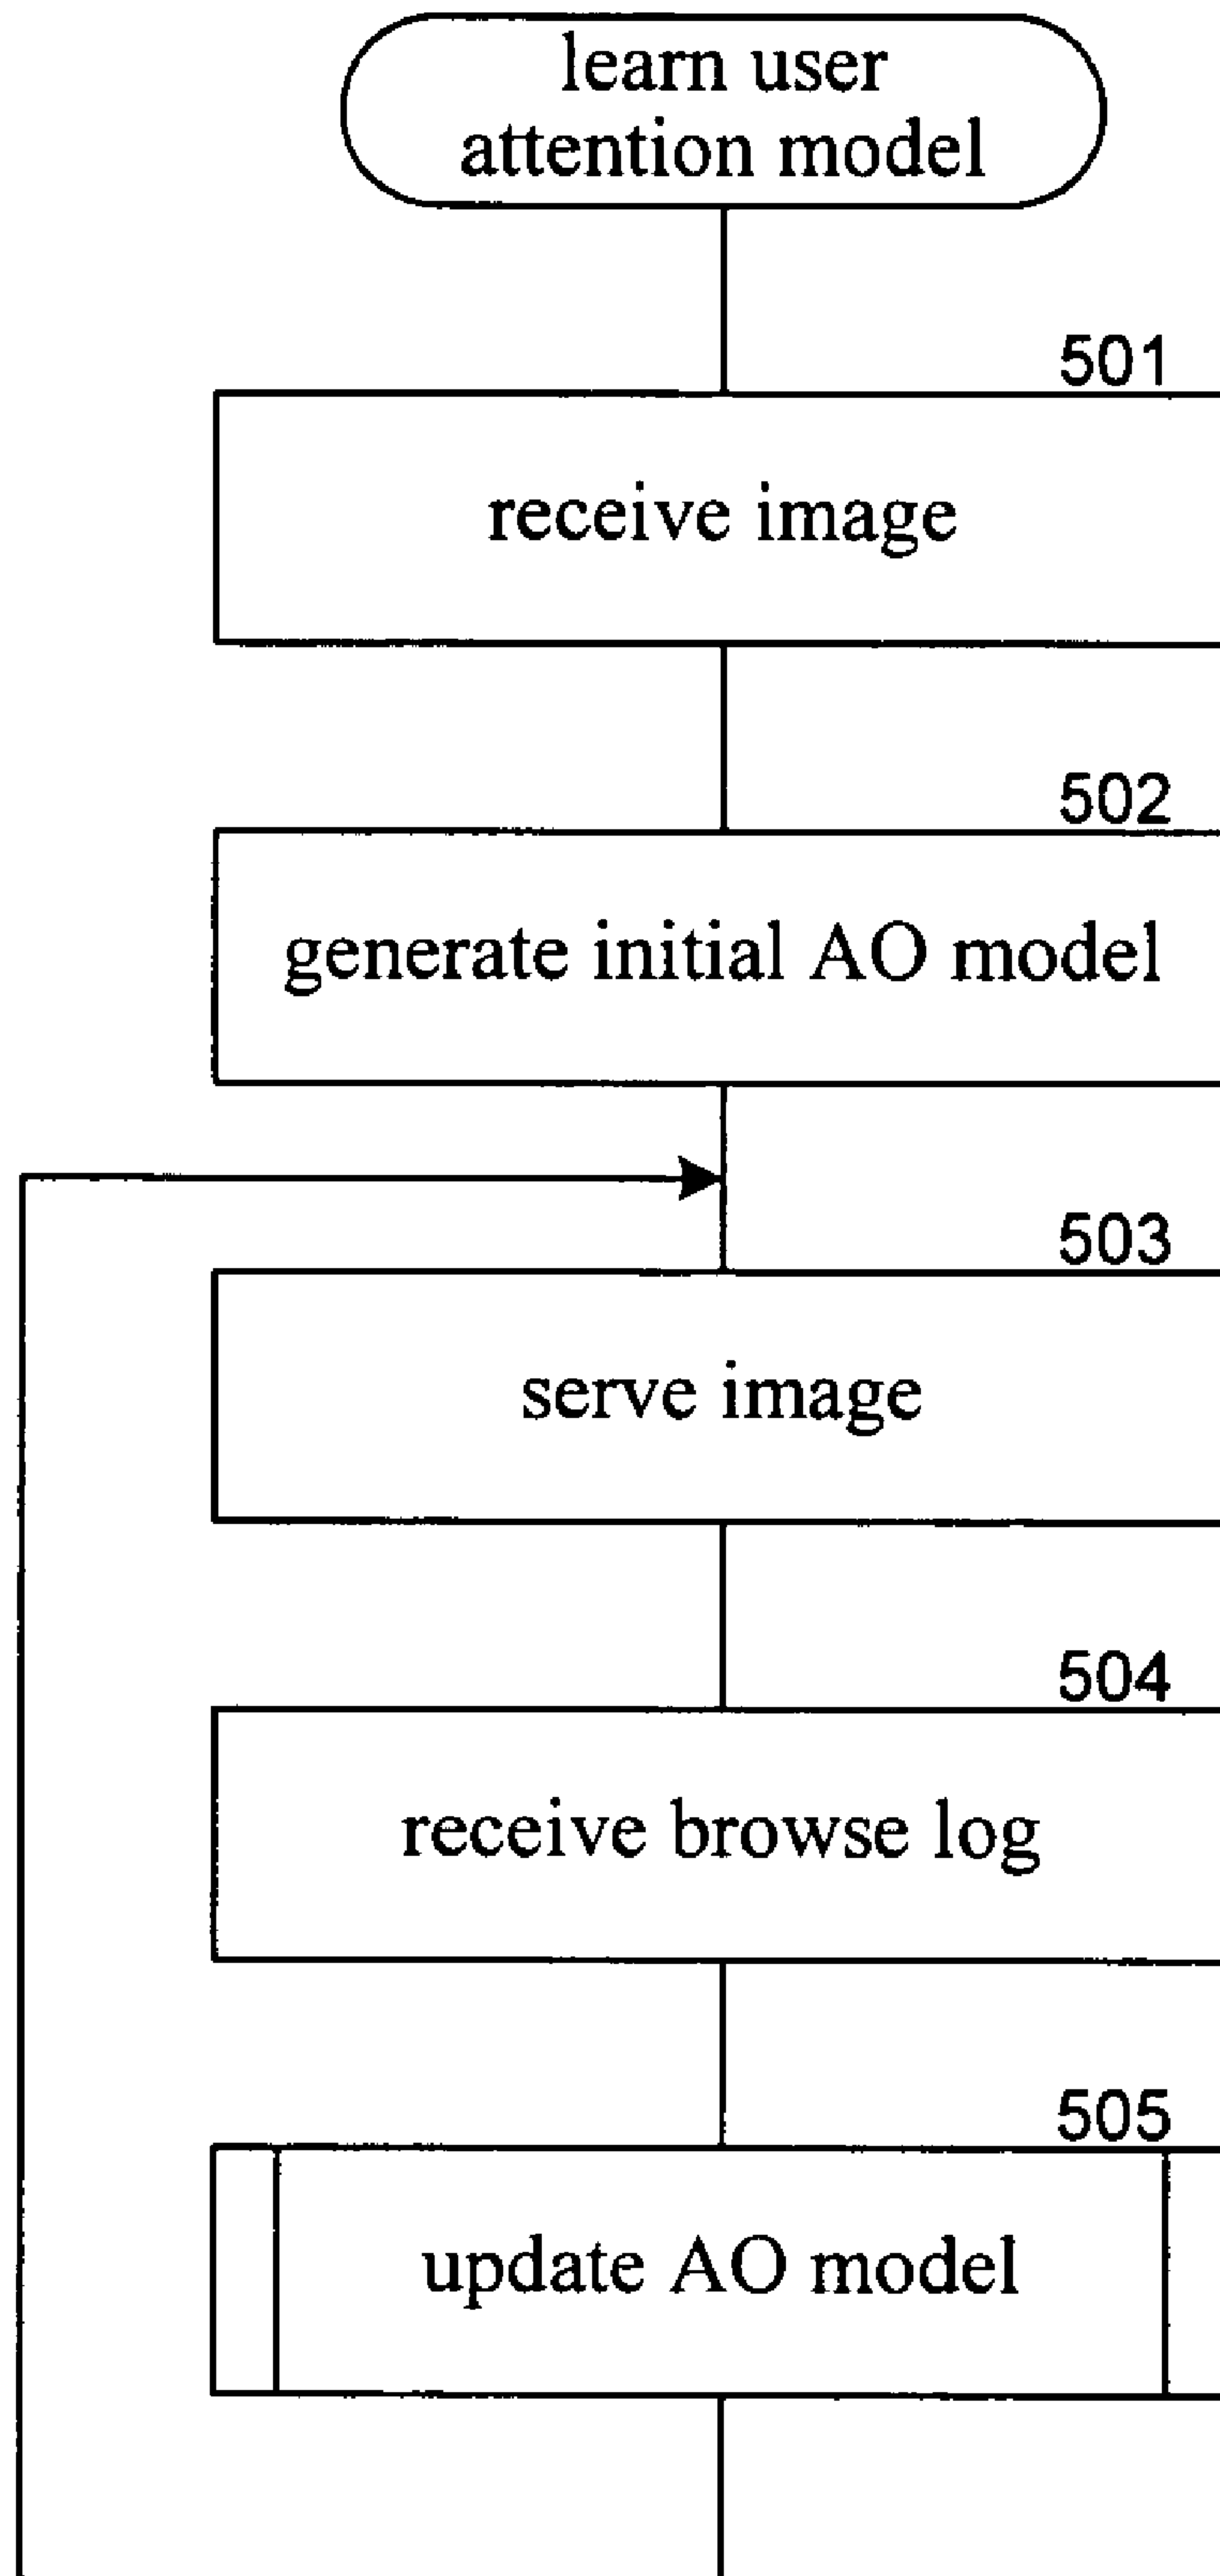 learn user
attention model
501
receive image
502
generate initial AO model
503
serve image
504
receive browse log
505
update AO model